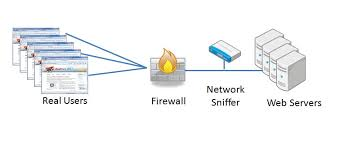 Real Users
Firewall
Network
Sniffer
Web Servers